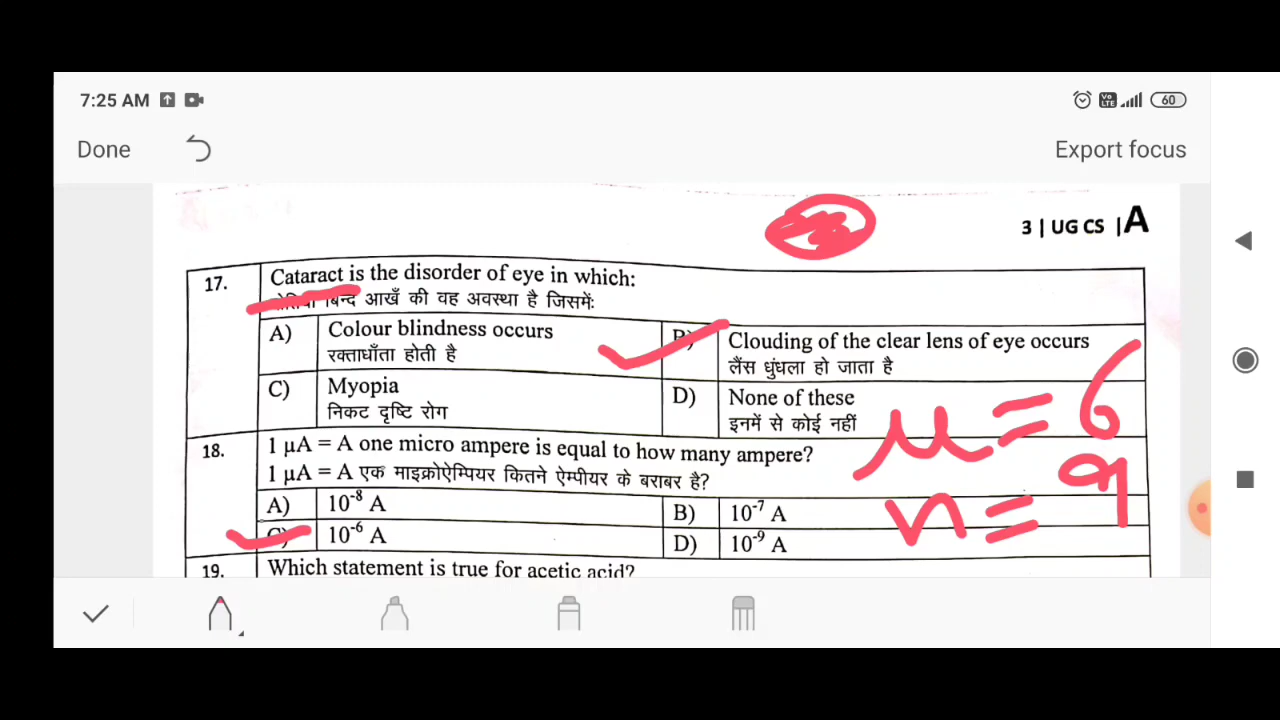 7:25 AM
Vo LTE 60
Done
Export focus
3 | UG CS | A
17. Cataract is the disorder of eye in which:
बिन्द आखँ की वह अवस्था है जिसमें:
A) Colour blindness occurs
रक्ताधाँता होती है
B) Clouding of the clear lens of eye occurs
लैंस धुंधला हो जाता है
C) Myopia
निकट दृष्टि रोग
D) None of these
इनमें से कोई नहीं
μ = 6
n = 9
18. 1 μA = A one micro ampere is equal to how many ampere?
1 μA = A एक माइक्रोऐम्पियर कितने ऐम्पीयर के बराबर है?
A) 10⁻⁸ A
B) 10⁻⁷ A
C) 10⁻⁶ A
D) 10⁻⁹ A
19. Which statement is true for acetic acid?